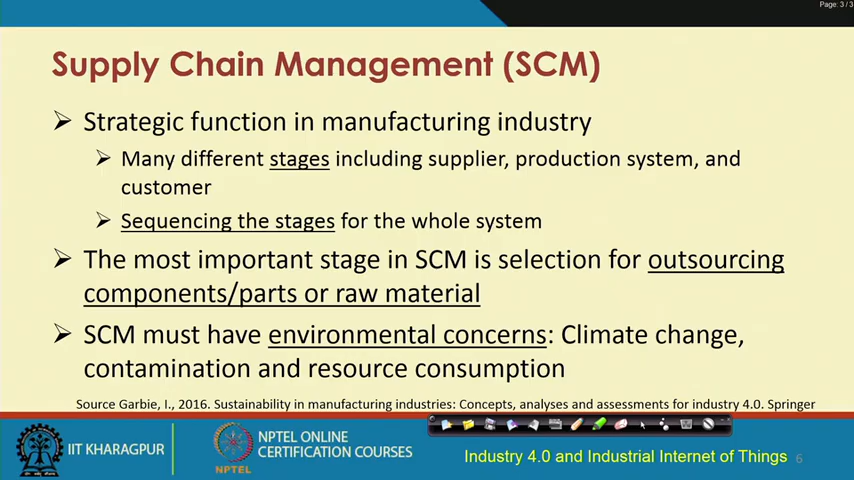 Page: 3 / 3
Supply Chain Management (SCM)
Strategic function in manufacturing industry
Many different stages including supplier, production system, and
customer
Sequencing the stages for the whole system
The most important stage in SCM is selection for outsourcing
components/parts or raw material
SCM must have environmental concerns: Climate change,
contamination and resource consumption
Source Garbie, I., 2016. Sustainability in manufacturing industries: Concepts, analyses and assessments for industry 4.0. Springer
IIT KHARAGPUR
NPTEL
NPTEL ONLINE
CERTIFICATION COURSES
Industry 4.0 and Industrial Internet of Things
6